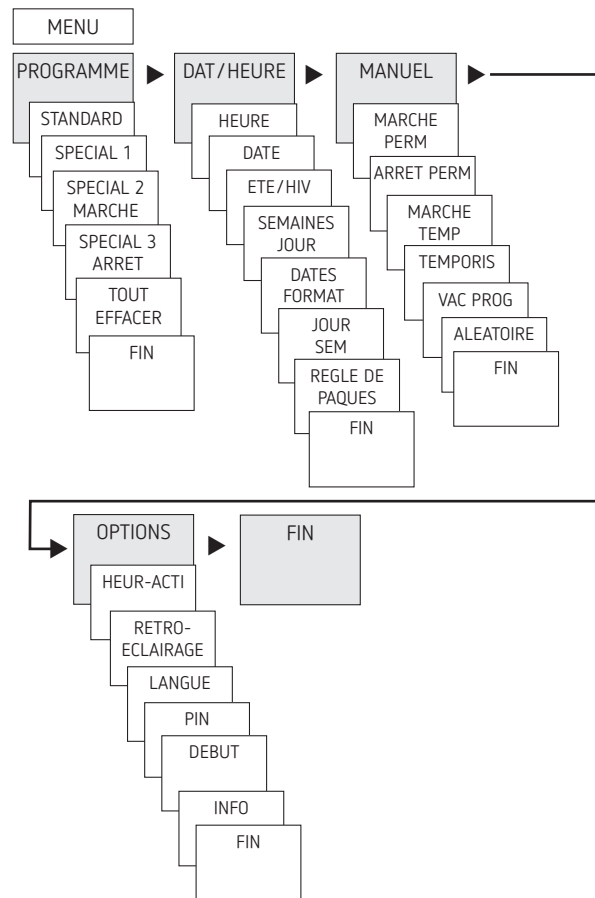 MENU
PROGRAMME
STANDARD
SPECIAL 1
SPECIAL 2
MARCHE
SPECIAL 3
ARRET
TOUT
EFFACER
FIN
DAT/HEURE
HEURE
DATE
ETE/HIV
SEMAINES
JOUR
DATES
FORMAT
JOUR
SEM
REGLE DE
PAQUES
FIN
MANUEL
MARCHE
PERM
ARRET PERM
MARCHE
TEMP
TEMPORIS
VAC PROG
ALEATOIRE
FIN
OPTIONS
HEUR-ACTI
RETRO-
ECLAIRAGE
LANGUE
PIN
DEBUT
INFO
FIN
FIN